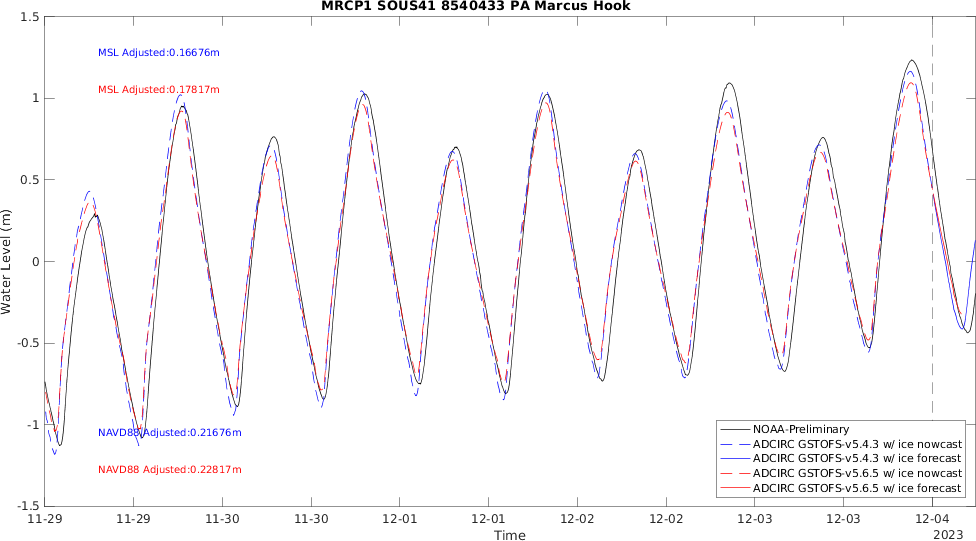 MRCP1 SOUS41 8540433 PA Marcus Hook
1.5
MSL Adjusted:0.16676m
MSL Adjusted:0.17817m
1
0.5
0
-0.5
-1
-1.5
Water Level (m)
NAVD88 Adjusted:0.21676m
NAVD88 Adjusted:0.22817m
NOAA-Preliminary
ADCIRC GSTOFS-v5.4.3 w/ ice nowcast
ADCIRC GSTOFS-v5.4.3 w/ ice forecast
ADCIRC GSTOFS-v5.6.5 w/ ice nowcast
ADCIRC GSTOFS-v5.6.5 w/ ice forecast
11-29 11-29 11-30 11-30 12-01 12-01 12-02 12-02 12-03 12-03 12-04
Time
2023